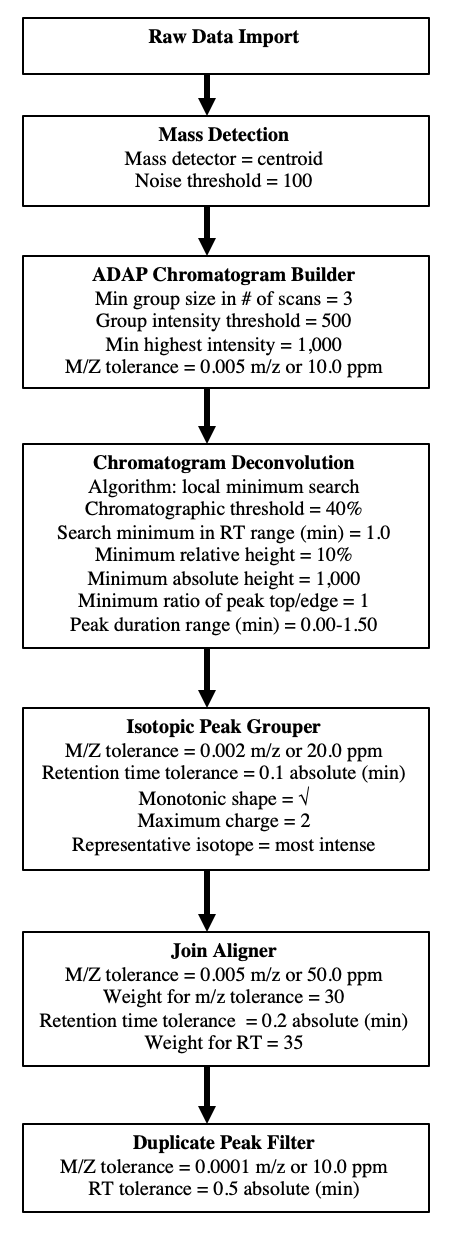 Raw Data Import
Mass Detection
Mass detector = centroid
Noise threshold = 100
ADAP Chromatogram Builder
Min group size in # of scans = 3
Group intensity threshold = 500
Min highest intensity = 1,000
M/Z tolerance = 0.005 m/z or 10.0 ppm
Chromatogram Deconvolution
Algorithm: local minimum search
Chromatographic threshold = 40%
Search minimum in RT range (min) = 1.0
Minimum relative height = 10%
Minimum absolute height = 1,000
Minimum ratio of peak top/edge = 1
Peak duration range (min) = 0.00-1.50
Isotopic Peak Grouper
M/Z tolerance = 0.002 m/z or 20.0 ppm
Retention time tolerance = 0.1 absolute (min)
Monotonic shape = √
Maximum charge = 2
Representative isotope = most intense
Join Aligner
M/Z tolerance = 0.005 m/z or 50.0 ppm
Weight for m/z tolerance = 30
Retention time tolerance  = 0.2 absolute (min)
Weight for RT = 35
Duplicate Peak Filter
M/Z tolerance = 0.0001 m/z or 10.0 ppm
RT tolerance = 0.5 absolute (min)